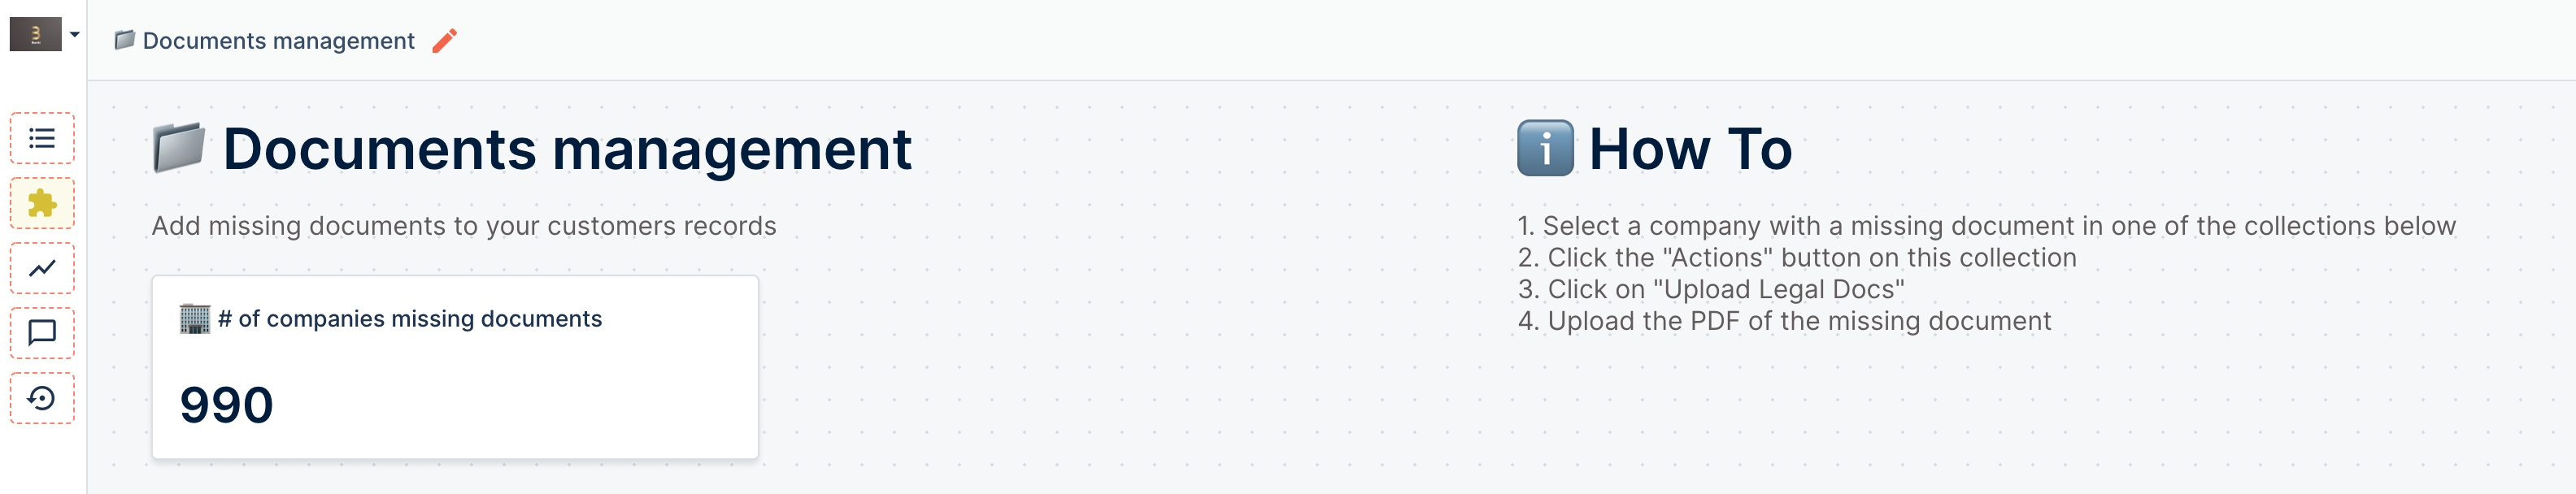 Documents management
Documents management
Add missing documents to your customers records
# of companies missing documents
990
How To
1. Select a company with a missing document in one of the collections below
2. Click the "Actions" button on this collection
3. Click on "Upload Legal Docs"
4. Upload the PDF of the missing document